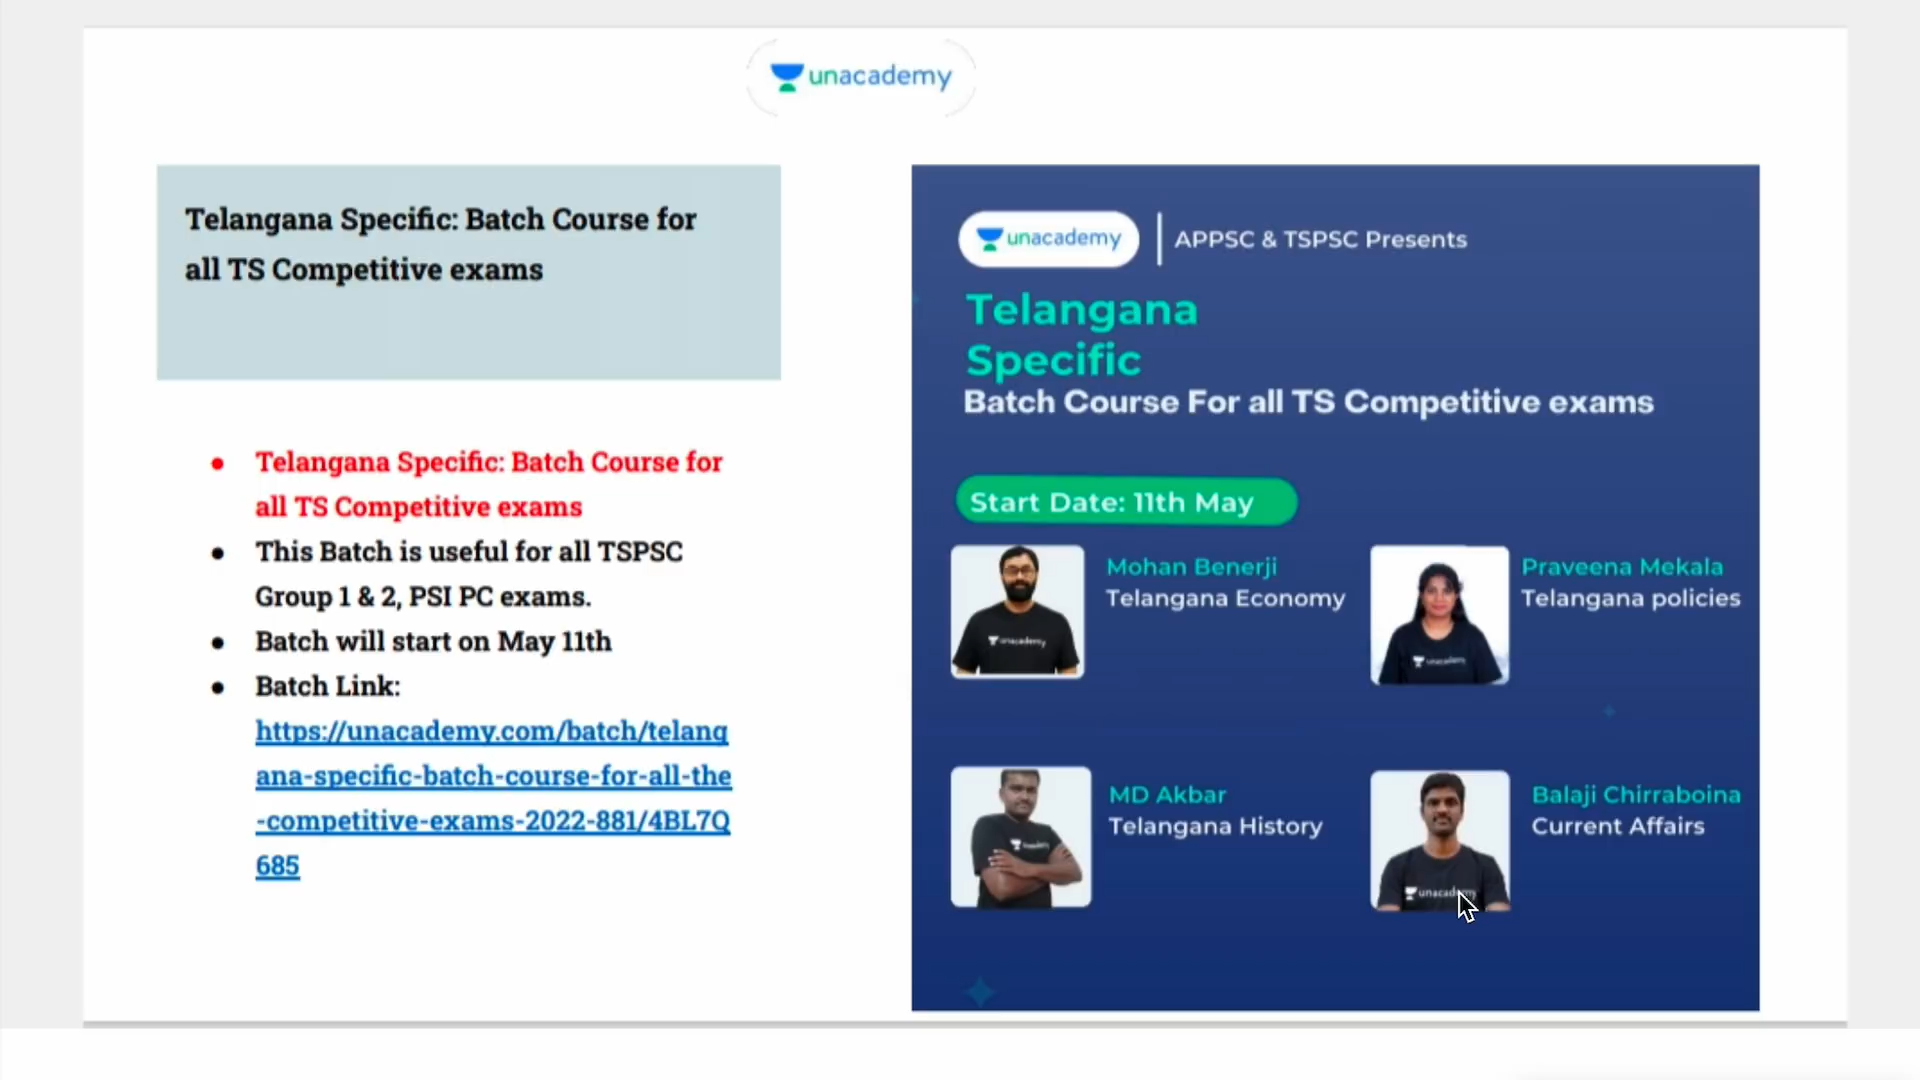 unacademy
Telangana Specific: Batch Course for
all TS Competitive exams
● Telangana Specific: Batch Course for
all TS Competitive exams
● This Batch is useful for all TSPSC
Group 1 & 2, PSI PC exams.
● Batch will start on May 11th
● Batch Link:
https://unacademy.com/batch/telang
ana-specific-batch-course-for-all-the
-competitive-exams-2022-881/4BL7Q
685
unacademy | APPSC & TSPSC Presents
Telangana
Specific
Batch Course For all TS Competitive exams
Start Date: 11th May
Mohan Benerji
Telangana Economy
unacademy
Praveena Mekala
Telangana policies
unacademy
MD Akbar
Telangana History
unacademy
Balaji Chirraboina
Current Affairs
unacademy